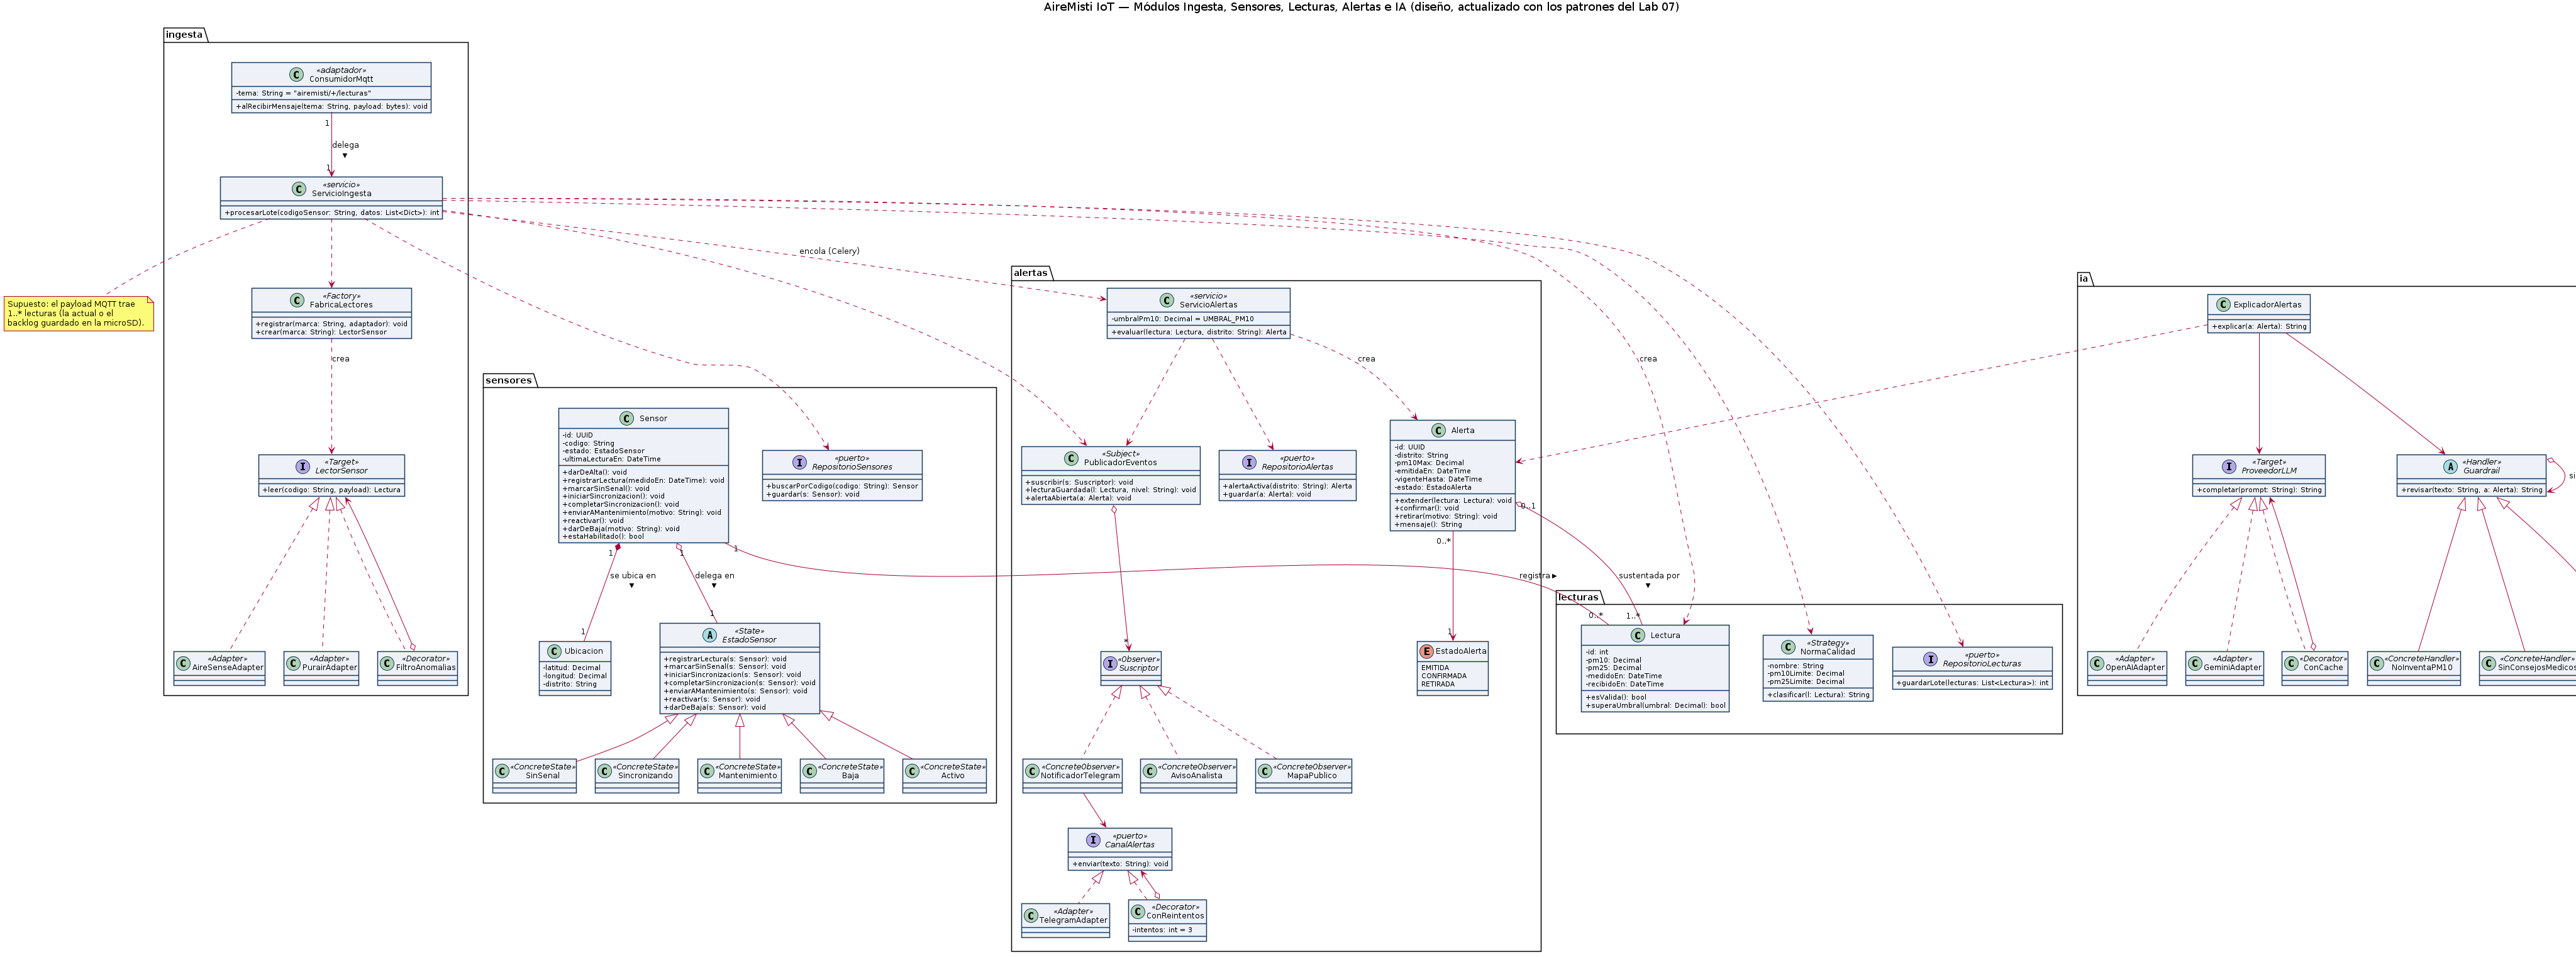 AireMisti IoT — Módulos Ingesta, Sensores, Lecturas, Alertas e IA (diseño, actualizado con los patrones del Lab 07)
ingesta
«adaptador»
ConsumidorMqtt
-tema: String = "airemisti/+/lecturas"
+alRecibirMensaje(tema: String, payload: bytes): void
1
delega
▼
1
«servicio»
ServicioIngesta
+procesarLote(codigoSensor: String, datos: List<Dict>): int
Supuesto: el payload MQTT trae
1..* lecturas (la actual o el
backlog guardado en la microSD).
«Factory»
FabricaLectores
+registrar(marca: String, adaptador): void
+crear(marca: String): LectorSensor
crea
«Target»
LectorSensor
+leer(codigo: String, payload): Lectura
«Adapter»
AireSenseAdapter
«Adapter»
PurairAdapter
«Decorator»
FiltroAnomalias
encola (Celery)
sensores
Sensor
-id: UUID
-codigo: String
-estado: EstadoSensor
-ultimaLecturaEn: DateTime
+darDeAlta(): void
+registrarLectura(medidoEn: DateTime): void
+marcarSinSenal(): void
+iniciarSincronizacion(): void
+completarSincronizacion(): void
+enviarAMantenimiento(motivo: String): void
+reactivar(): void
+darDeBaja(motivo: String): void
+estaHabilitado(): bool
«puerto»
RepositorioSensores
+buscarPorCodigo(codigo: String): Sensor
+guardar(s: Sensor): void
1
se ubica en
▼
1
1
delega en
▼
1
1
registra ▶
0..*
Ubicacion
-latitud: Decimal
-longitud: Decimal
-distrito: String
«State»
EstadoSensor
+registrarLectura(s: Sensor): void
+marcarSinSenal(s: Sensor): void
+iniciarSincronizacion(s: Sensor): void
+completarSincronizacion(s: Sensor): void
+enviarAMantenimiento(s: Sensor): void
+reactivar(s: Sensor): void
+darDeBaja(s: Sensor): void
«ConcreteState»
SinSenal
«ConcreteState»
Sincronizando
«ConcreteState»
Mantenimiento
«ConcreteState»
Baja
«ConcreteState»
Activo
alertas
«servicio»
ServicioAlertas
-umbralPm10: Decimal = UMBRAL_PM10
+evaluar(lectura: Lectura, distrito: String): Alerta
crea
«Subject»
PublicadorEventos
+suscribir(s: Suscriptor): void
+lecturaGuardada(l: Lectura, nivel: String): void
+alertaAbierta(a: Alerta): void
«puerto»
RepositorioAlertas
+alertaActiva(distrito: String): Alerta
+guardar(a: Alerta): void
Alerta
-id: UUID
-distrito: String
-pm10Max: Decimal
-emitidaEn: DateTime
-vigenteHasta: DateTime
-estado: EstadoAlerta
+extender(lectura: Lectura): void
+confirmar(): void
+retirar(motivo: String): void
+mensaje(): String
0..1
sustentada por
▼
1..*
0..*
1
*
«Observer»
Suscriptor
EstadoAlerta
EMITIDA
CONFIRMADA
RETIRADA
«ConcreteObserver»
NotificadorTelegram
«ConcreteObserver»
AvisoAnalista
«ConcreteObserver»
MapaPublico
«puerto»
CanalAlertas
+enviar(texto: String): void
«Adapter»
TelegramAdapter
«Decorator»
ConReintentos
-intentos: int = 3
crea
lecturas
Lectura
-id: int
-pm10: Decimal
-pm25: Decimal
-medidoEn: DateTime
-recibidoEn: DateTime
+esValida(): bool
+superaUmbral(umbral: Decimal): bool
«Strategy»
NormaCalidad
-nombre: String
-pm10Limite: Decimal
-pm25Limite: Decimal
+clasificar(l: Lectura): String
«puerto»
RepositorioLecturas
+guardarLote(lecturas: List<Lectura>): int
ia
ExplicadorAlertas
+explicar(a: Alerta): String
«Target»
ProveedorLLM
+completar(prompt: String): String
«Handler»
Guardrail
+revisar(texto: String, a: Alerta): String
«Adapter»
OpenAIAdapter
«Adapter»
GeminiAdapter
«Decorator»
ConCache
«ConcreteHandler»
NoInventaPM10
«ConcreteHandler»
SinConsejosMedicos